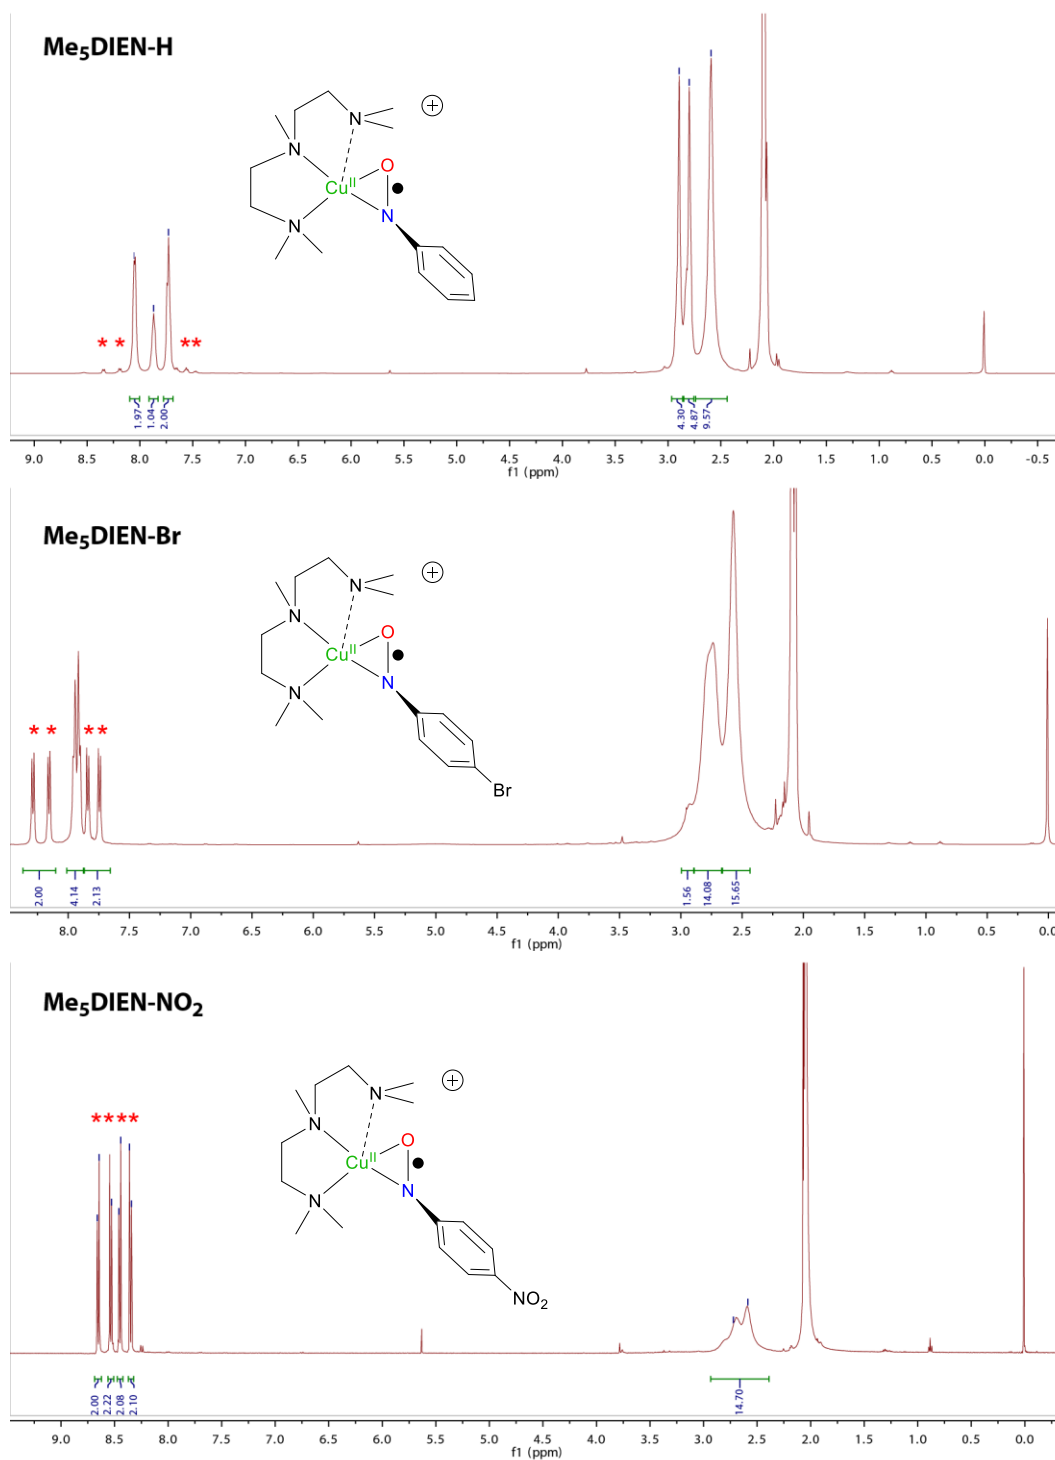 Me5DIEN-H
N
N
N
CuII
O
N
+
* * **
1.97
1.04
2.00
4.30
4.87
9.57
9.0 8.5 8.0 7.5 7.0 6.5 6.0 5.5 5.0 4.5 4.0 3.5 3.0 2.5 2.0 1.5 1.0 0.5 0.0 -0.5
f1 (ppm)
Me5DIEN-Br
N
N
N
CuII
O
N
Br
+
* * **
2.00
4.14
2.13
1.56
14.08
15.65
8.0 7.5 7.0 6.5 6.0 5.5 5.0 4.5 4.0 3.5 3.0 2.5 2.0 1.5 1.0 0.5 0.0
f1 (ppm)
Me5DIEN-NO2
N
N
N
CuII
O
N
NO2
+
****
2.00
2.22
2.08
2.10
14.70
9.0 8.5 8.0 7.5 7.0 6.5 6.0 5.5 5.0 4.5 4.0 3.5 3.0 2.5 2.0 1.5 1.0 0.5 0.0
f1 (ppm)